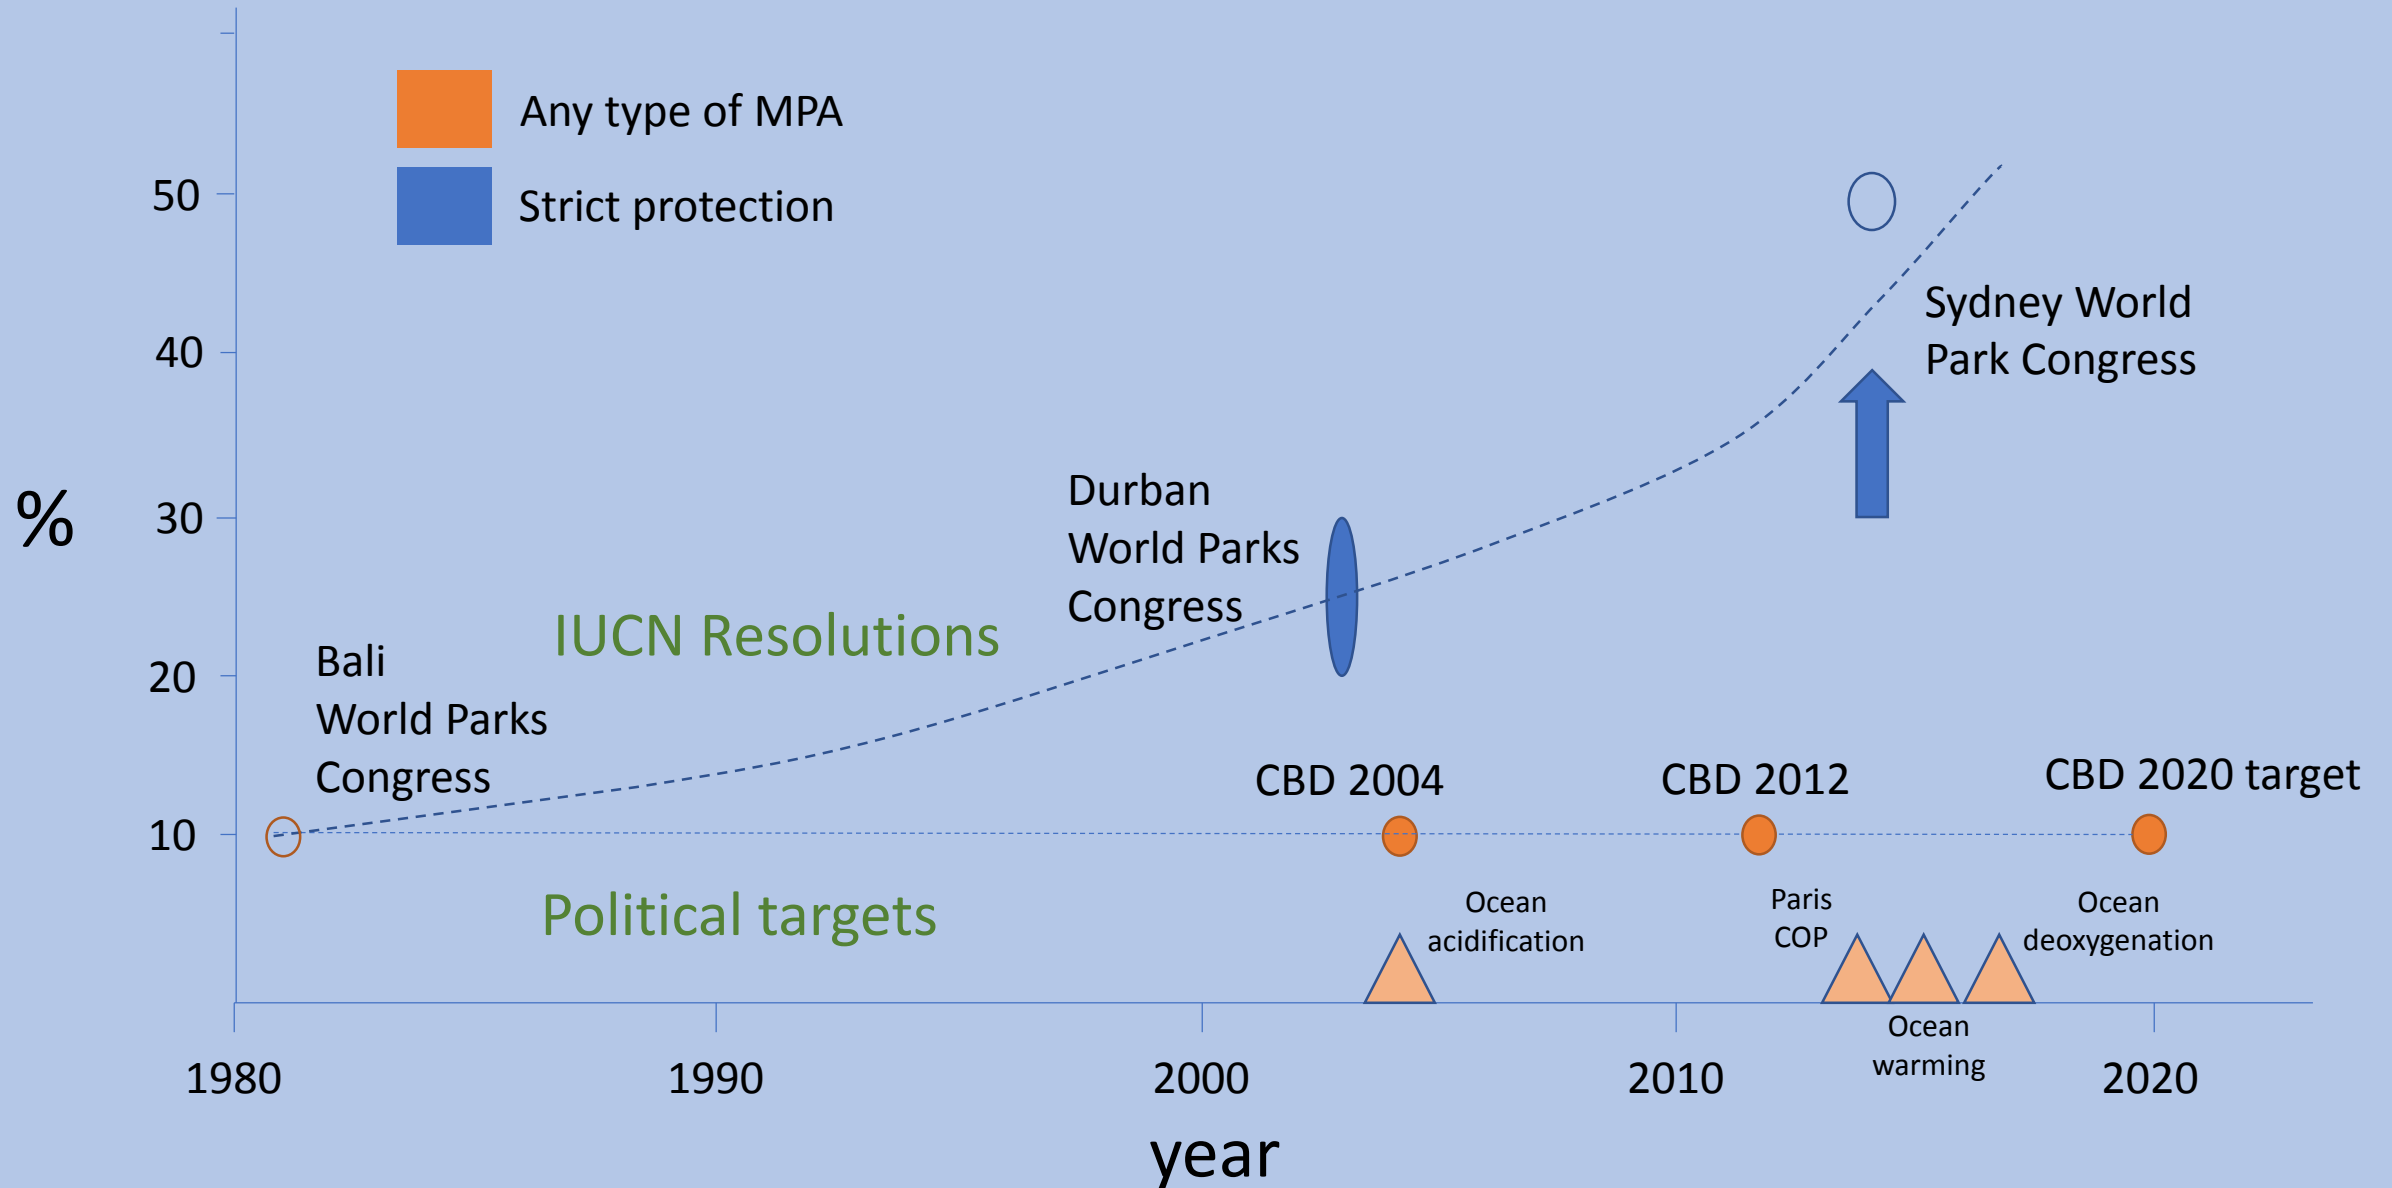 Any type of MPA
Strict protection
50
40
30
20
10
%
Sydney World
Park Congress
Durban
World Parks
Congress
IUCN Resolutions
Bali
World Parks
Congress
CBD 2004
CBD 2012
CBD 2020 target
Political targets
Ocean
acidification
Paris
COP
Ocean
deoxygenation
Ocean
warming
1980
1990
2000
2010
2020
year